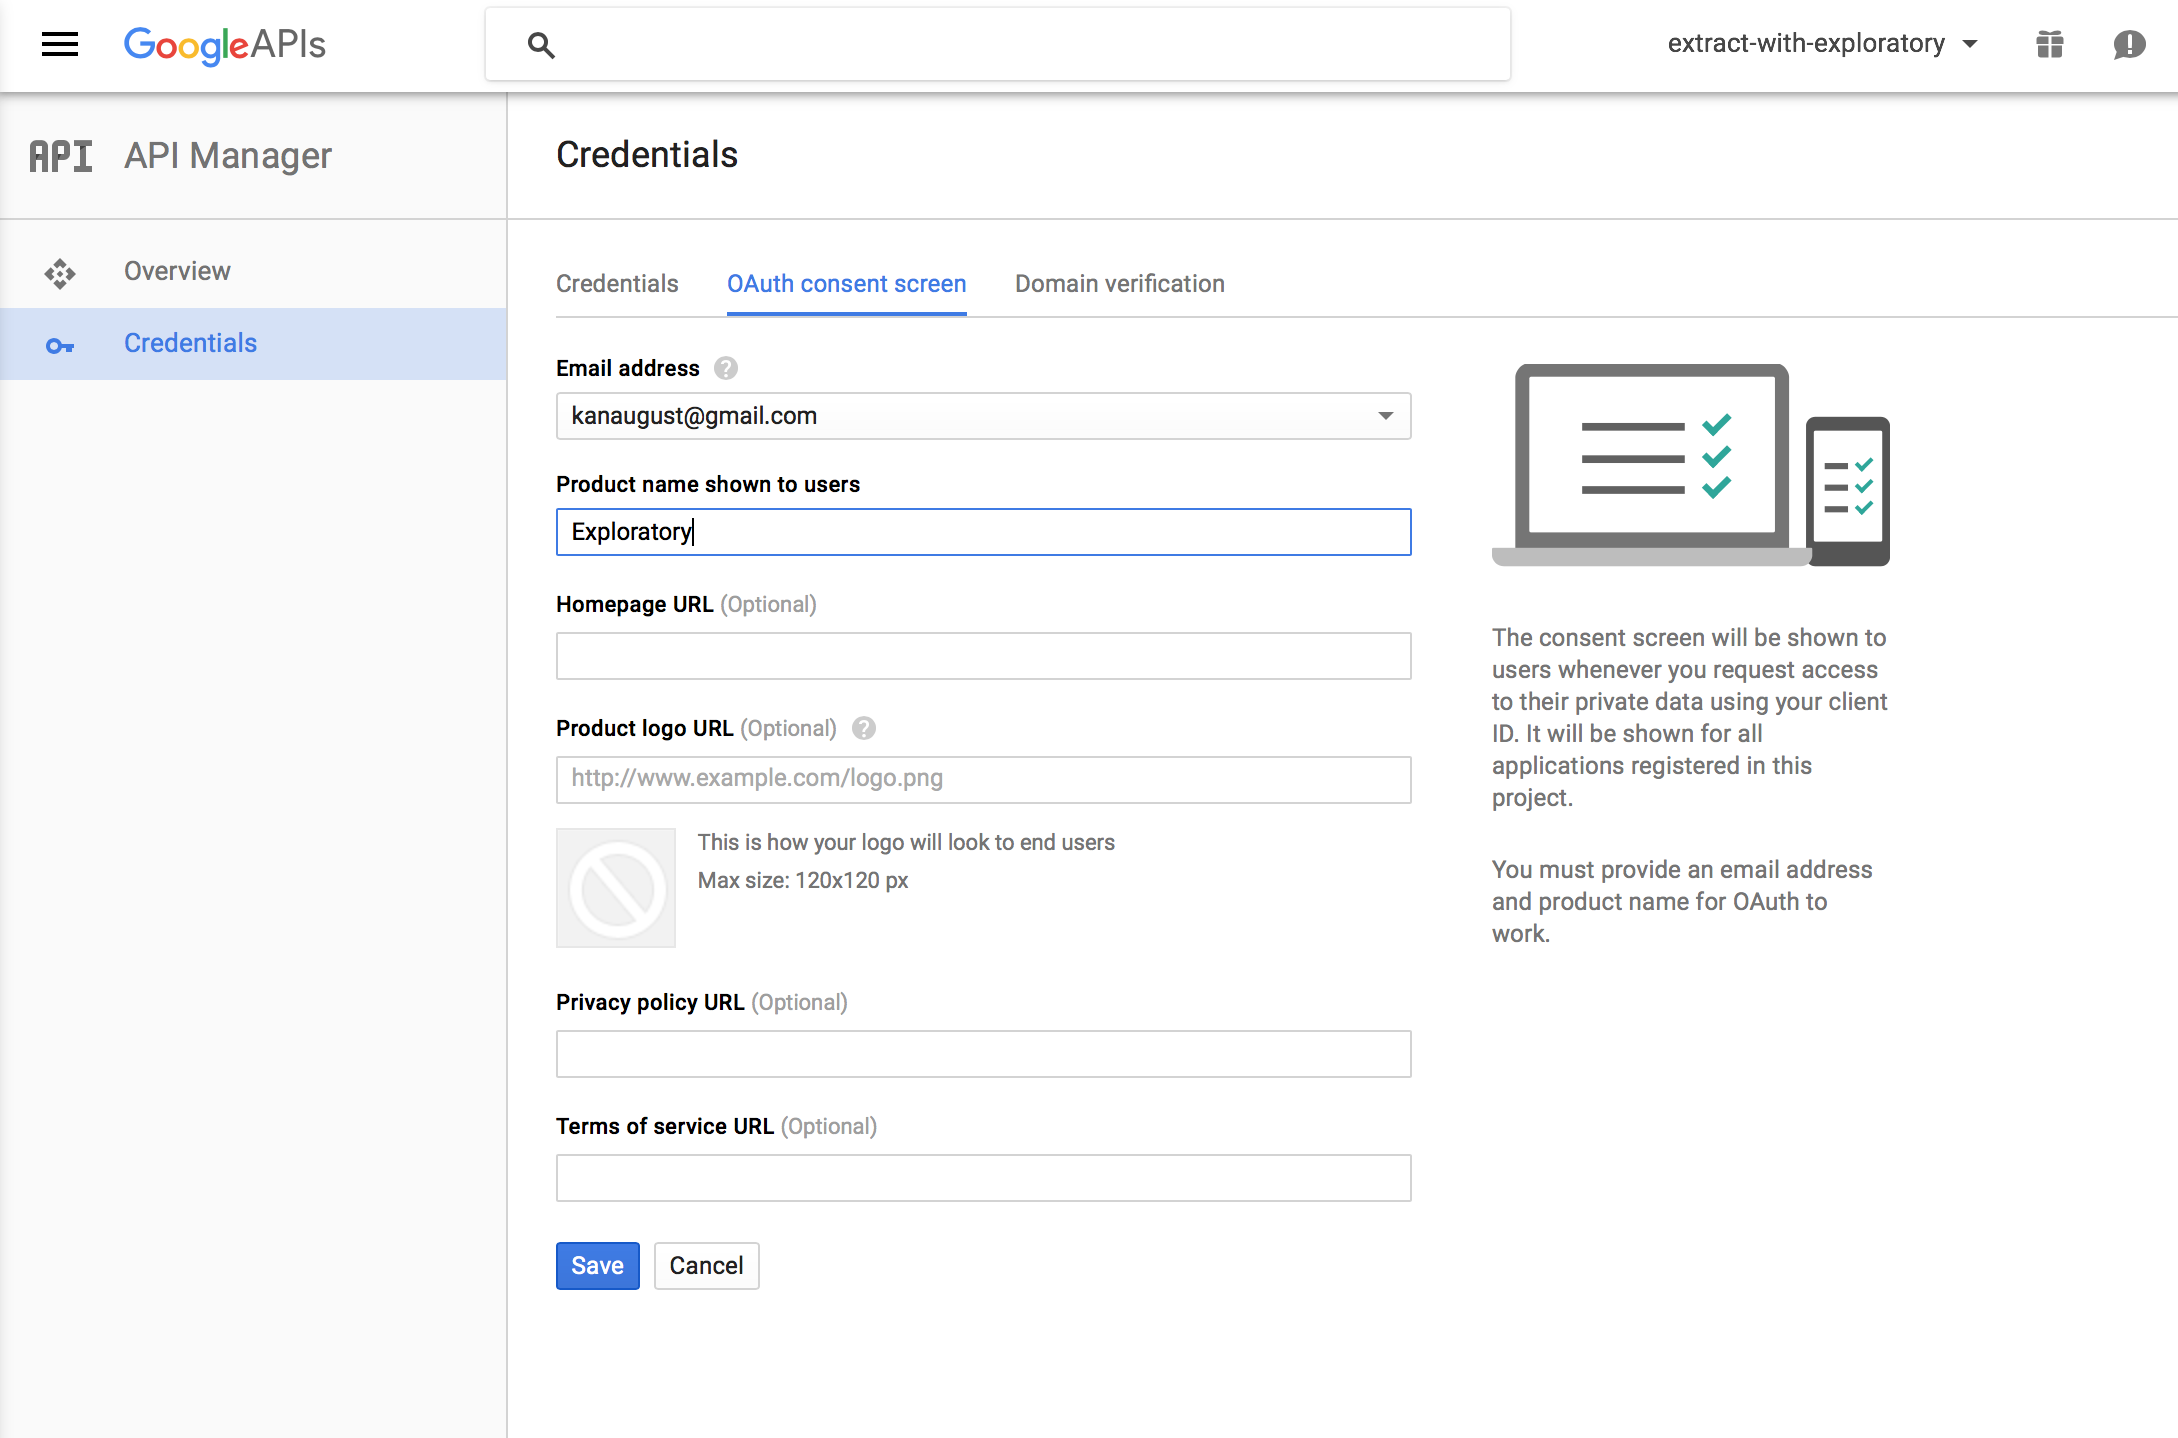 Google APIs
extract-with-exploratory
API API Manager
Credentials
Overview
Credentials
Credentials OAuth consent screen Domain verification
Email address
kanaugust@gmail.com
Product name shown to users
Exploratory
Homepage URL (Optional)
Product logo URL (Optional)
http://www.example.com/logo.png
This is how your logo will look to end users
Max size: 120x120 px
Privacy policy URL (Optional)
Terms of service URL (Optional)
Save Cancel
The consent screen will be shown to
users whenever you request access
to their private data using your client
ID. It will be shown for all
applications registered in this
project.
You must provide an email address
and product name for OAuth to
work.